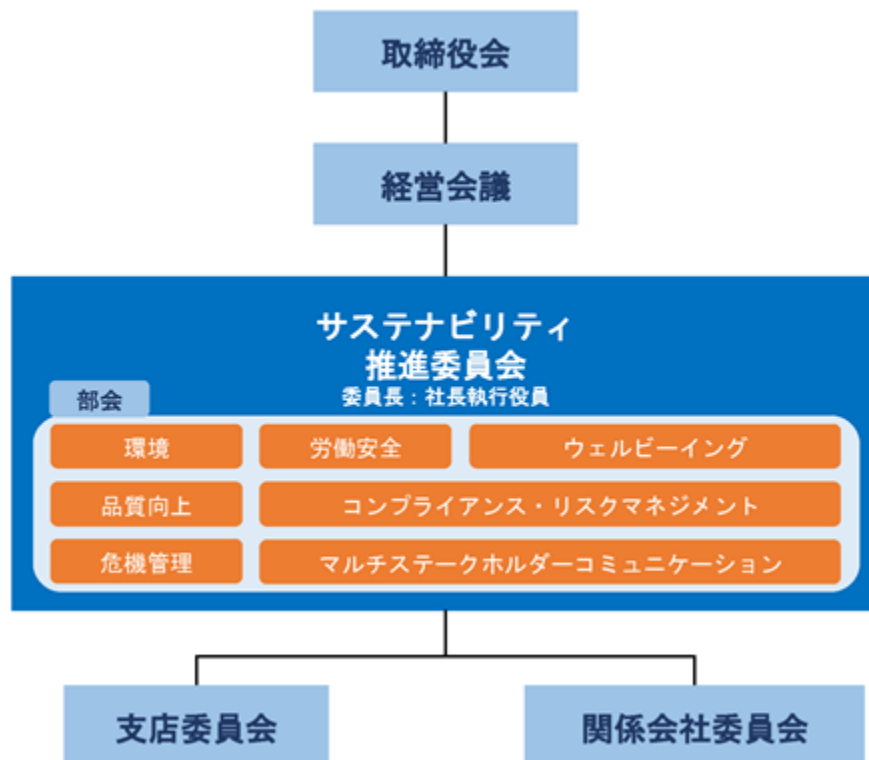 取締役会
経営会議
サステナビリティ
推進委員会
委員長：社長執行役員
部会
環境
労働安全
ウェルビーイング
品質向上
コンプライアンス・リスクマネジメント
危機管理
マルチステークホルダーコミュニケーション
支店委員会
関係会社委員会